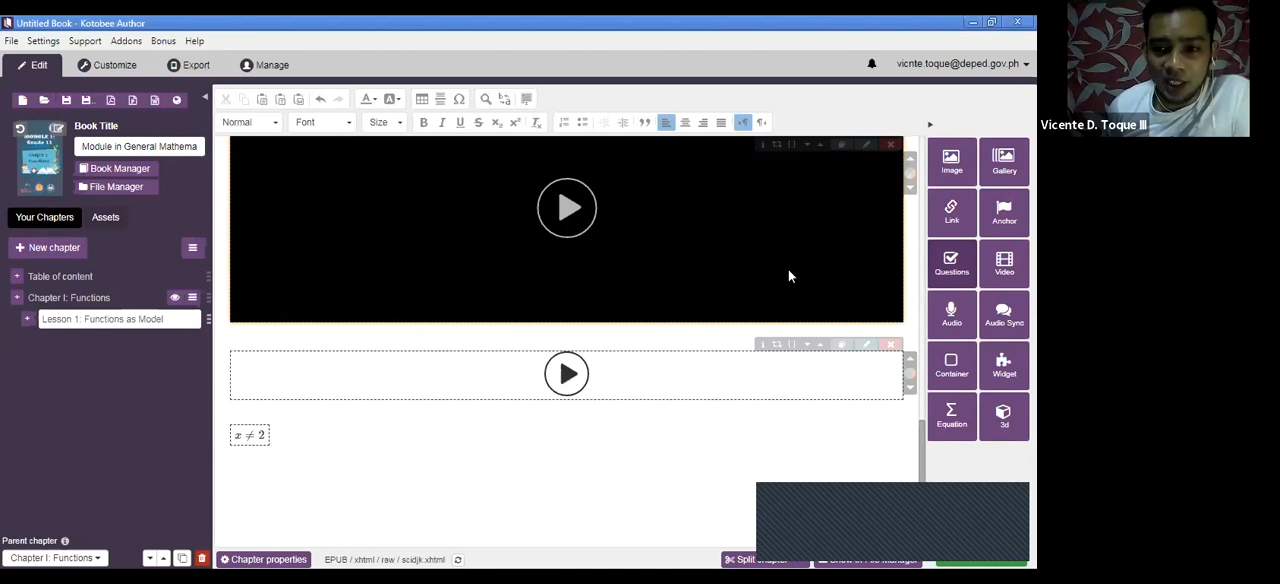 Untitled Book - Kotobee Author
File Settings Support Addons Bonus Help
Edit Customize Export Manage
vicnte.toque@deped.gov.ph
Book Title
Module in General Mathema
Book Manager
File Manager
Your Chapters Assets
New chapter
Table of content
Chapter I: Functions
Lesson 1: Functions as Model
Parent chapter
Chapter I: Functions
Normal Font Size
x ≠ 2
Chapter properties
EPUB / xhtml / raw / scidjk.xhtml
Image Gallery
Link Anchor
Questions Video
Audio Audio Sync
Container Widget
Equation 3d
Vicente D. Toque III